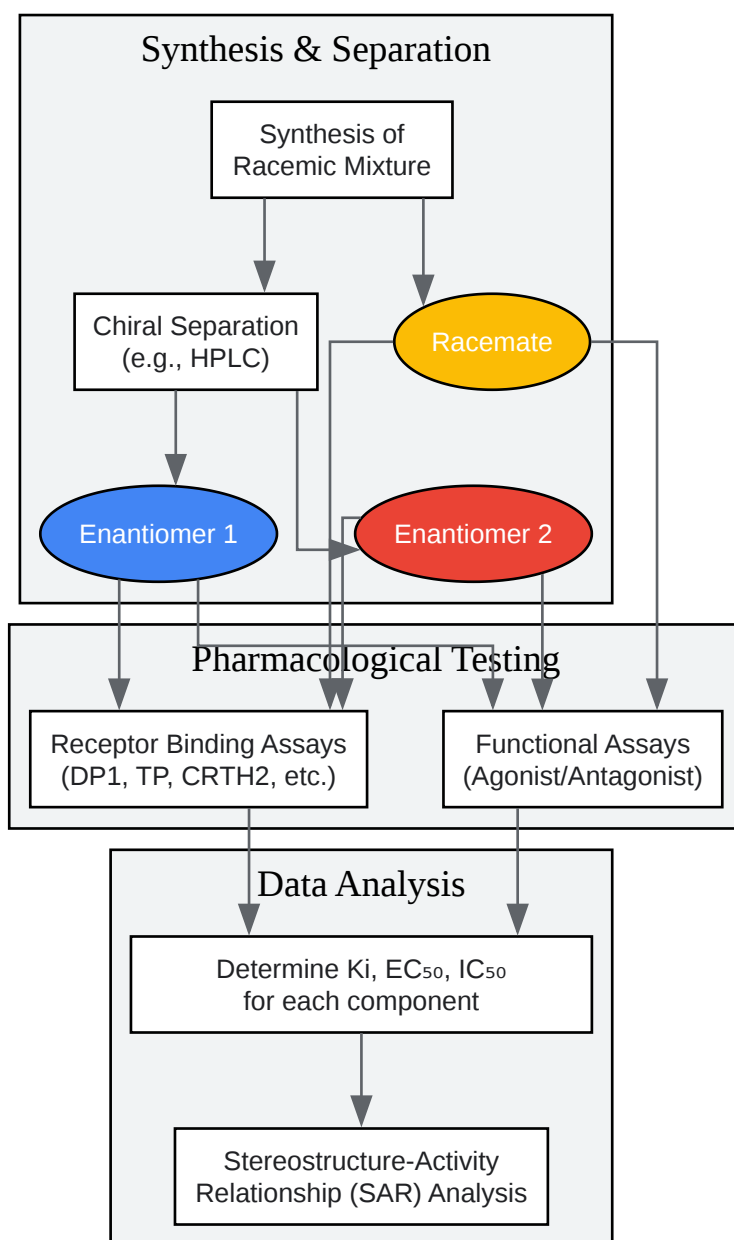 Synthesis & Separation
Synthesis of
Racemic Mixture
Chiral Separation
(e.g., HPLC)
Racemate
Enantiomer 1
Enantiomer 2
Pharmacological Testing
Receptor Binding Assays
(DP1, TP, CRTH2, etc.)
Functional Assays
(Agonist/Antagonist)
Data Analysis
Determine Ki, EC₅₀, IC₅₀
for each component
Stereostructure-Activity
Relationship (SAR) Analysis